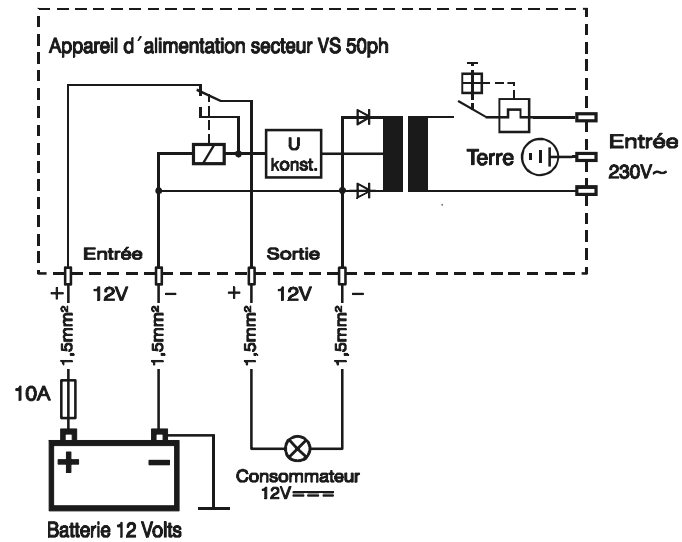 Appareil d´alimentation secteur VS 50ph
U
konst.
Terre
Entrée
230V~
Entrée
Sortie
+ 12V –
+ 12V –
1,5mm²
1,5mm²
1,5mm²
1,5mm²
10A
+ –
Consommateur
12V
Batterie 12 Volts